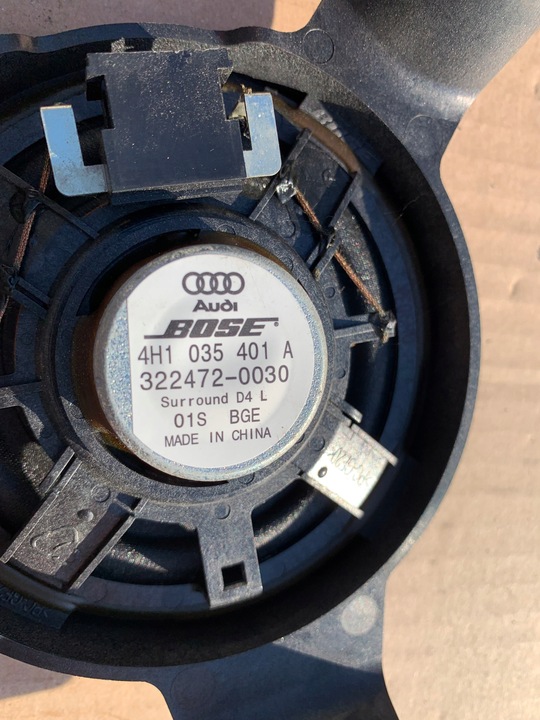 Audi
BOSE
4H1 035 401 A
322472-0030
Surround D4 L
01S BGE
MADE IN CHINA